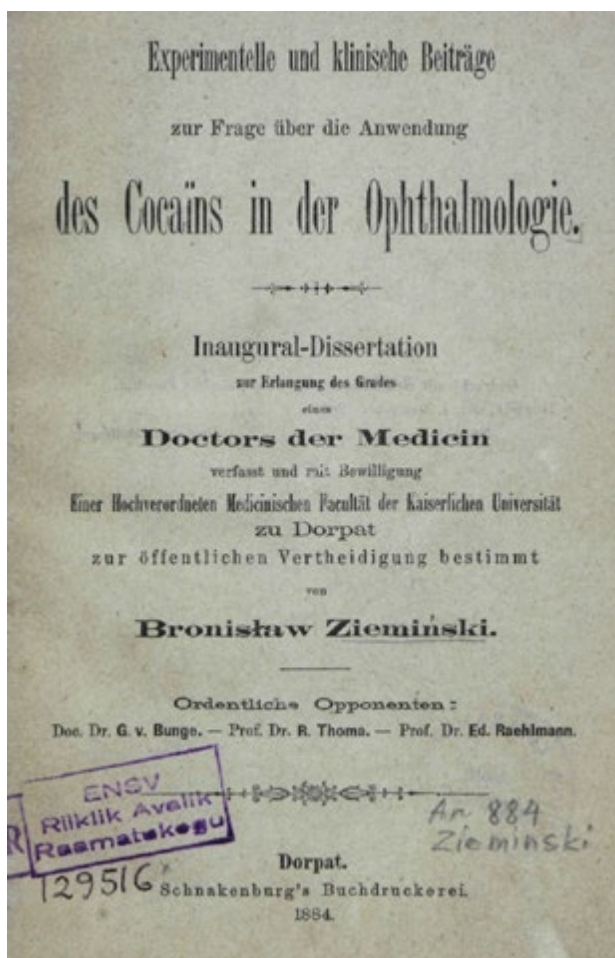 Experimentelle und klinische Beiträge
zur Frage über die Anwendung
des Cocaïns in der Ophthalmologie.
Inaugural-Dissertation
zur Erlangung des Grades
eines
Doctors der Medicin
verfasst und mit Bewilligung
Einer Hochverordneten Medicinischen Facultät der Kaiserlichen Universität
zu Dorpat
zur öffentlichen Vertheidigung bestimmt
von
Bronisław Ziemiński.
Ordentliche Opponenten:
Doc. Dr. G. v. Bunge. — Prof. Dr. R. Thoma. — Prof. Dr. Ed. Raehlmann.
ENSV
Riiklik Avalik
Raamatukogu
R
129516
Ar 884
Zieminski
Dorpat.
Schnakenburg's Buchdruckerei.
1884.